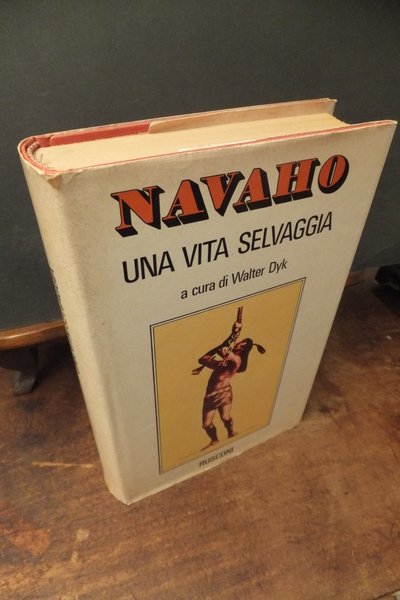 NAVAHO
UNA VITA SELVAGGIA
a cura di Walter Dyk
RUSCONI